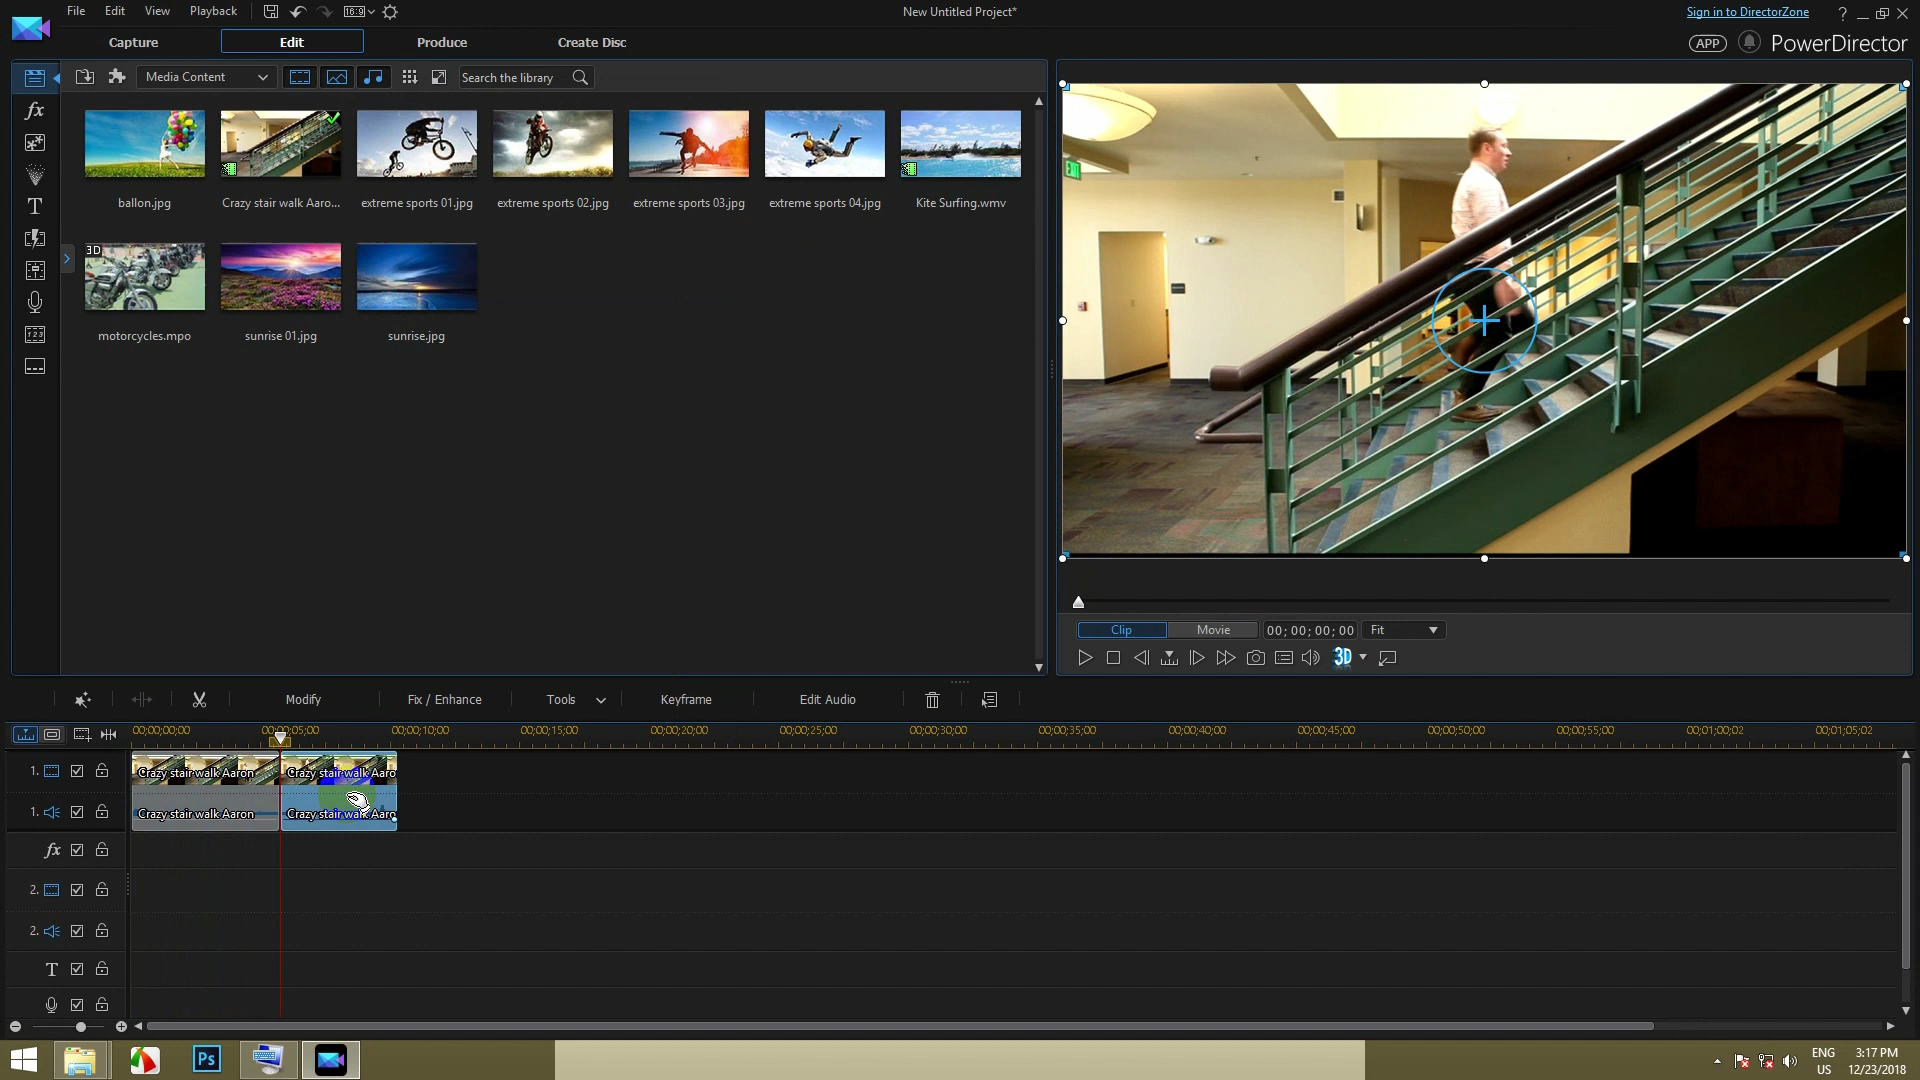 File Edit View Playback 16:9 New Untitled Project* Sign in to DirectorZone ?
Capture Edit Produce Create Disc APP PowerDirector
Media Content Search the library
fx
ballon.jpg Crazy stair walk Aaro... extreme sports 01.jpg extreme sports 02.jpg extreme sports 03.jpg extreme sports 04.jpg Kite Surfing.wmv
EXIT
T
3D
motorcycles.mpo sunrise 01.jpg sunrise.jpg
Clip Movie 00; 00; 00; 00 Fit
3D
Modify Fix / Enhance Tools Keyframe Edit Audio
00;00;00;00 00;00;05;00 00;00;10;00 00;00;15;00 00;00;20;00 00;00;25;00 00;00;30;00 00;00;35;00 00;00;40;00 00;00;45;00 00;00;50;00 00;00;55;00 00;01;00;02 00;01;05;02
1. Crazy stair walk Aaron Crazy stair walk Aaro
1. Crazy stair walk Aaron Crazy stair walk Aaro
fx
2.
2.
T
Ps
ENG 3:17 PM
US 12/23/2018